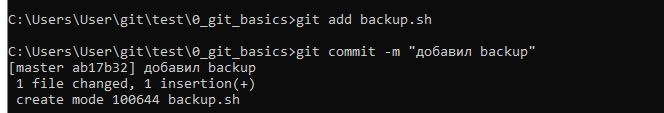 C:\Users\User\git\test\0_git_basics>git add backup.sh
C:\Users\User\git\test\0_git_basics>git commit -m "добавил backup"
[master ab17b32] добавил backup
1 file changed, 1 insertion(+)
create mode 100644 backup.sh